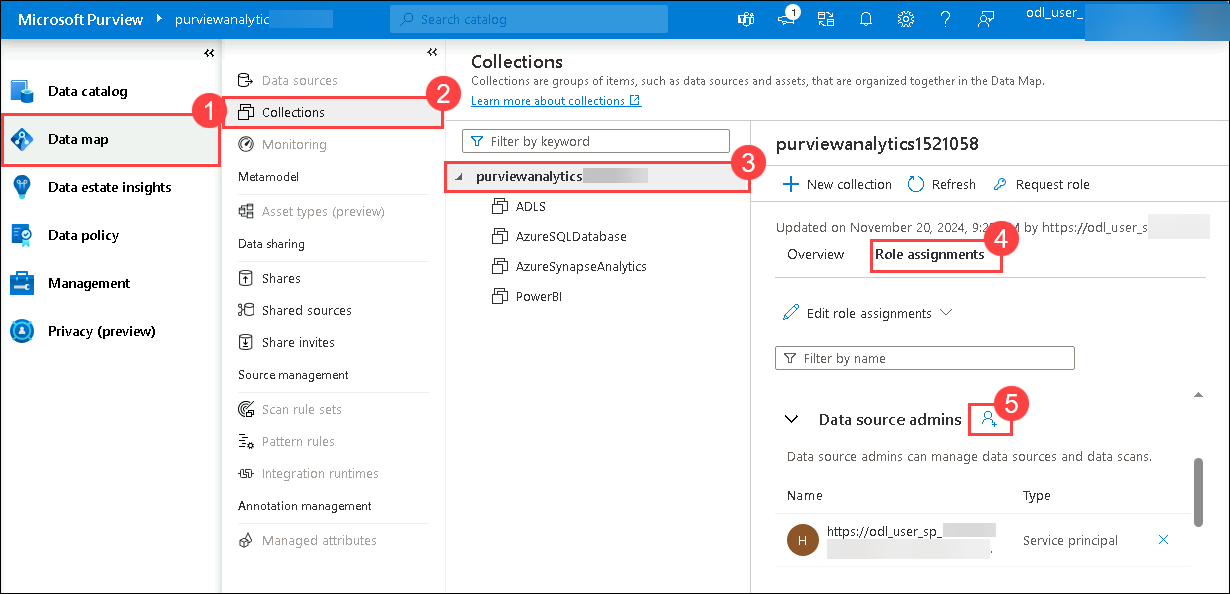 Microsoft Purview ▸ purviewanalytic
Search catalog
1
odl_user_
Data catalog
Data map
1
Data estate insights
Data policy
Management
Privacy (preview)
Data sources
Collections
2
Monitoring
Metamodel
Asset types (preview)
Data sharing
Shares
Shared sources
Share invites
Source management
Scan rule sets
Pattern rules
Integration runtimes
Annotation management
Managed attributes
Collections
Collections are groups of items, such as data sources and assets, that are organized together in the Data Map.
Learn more about collections
Filter by keyword
purviewanalytics
3
ADLS
AzureSQLDatabase
AzureSynapseAnalytics
PowerBI
purviewanalytics1521058
New collection Refresh Request role
Updated on November 20, 2024, 9:2 M by https://odl_user_s
Overview Role assignments
4
Edit role assignments
Filter by name
Data source admins
5
Data source admins can manage data sources and data scans.
Name Type
H https://odl_user_sp_ Service principal
.